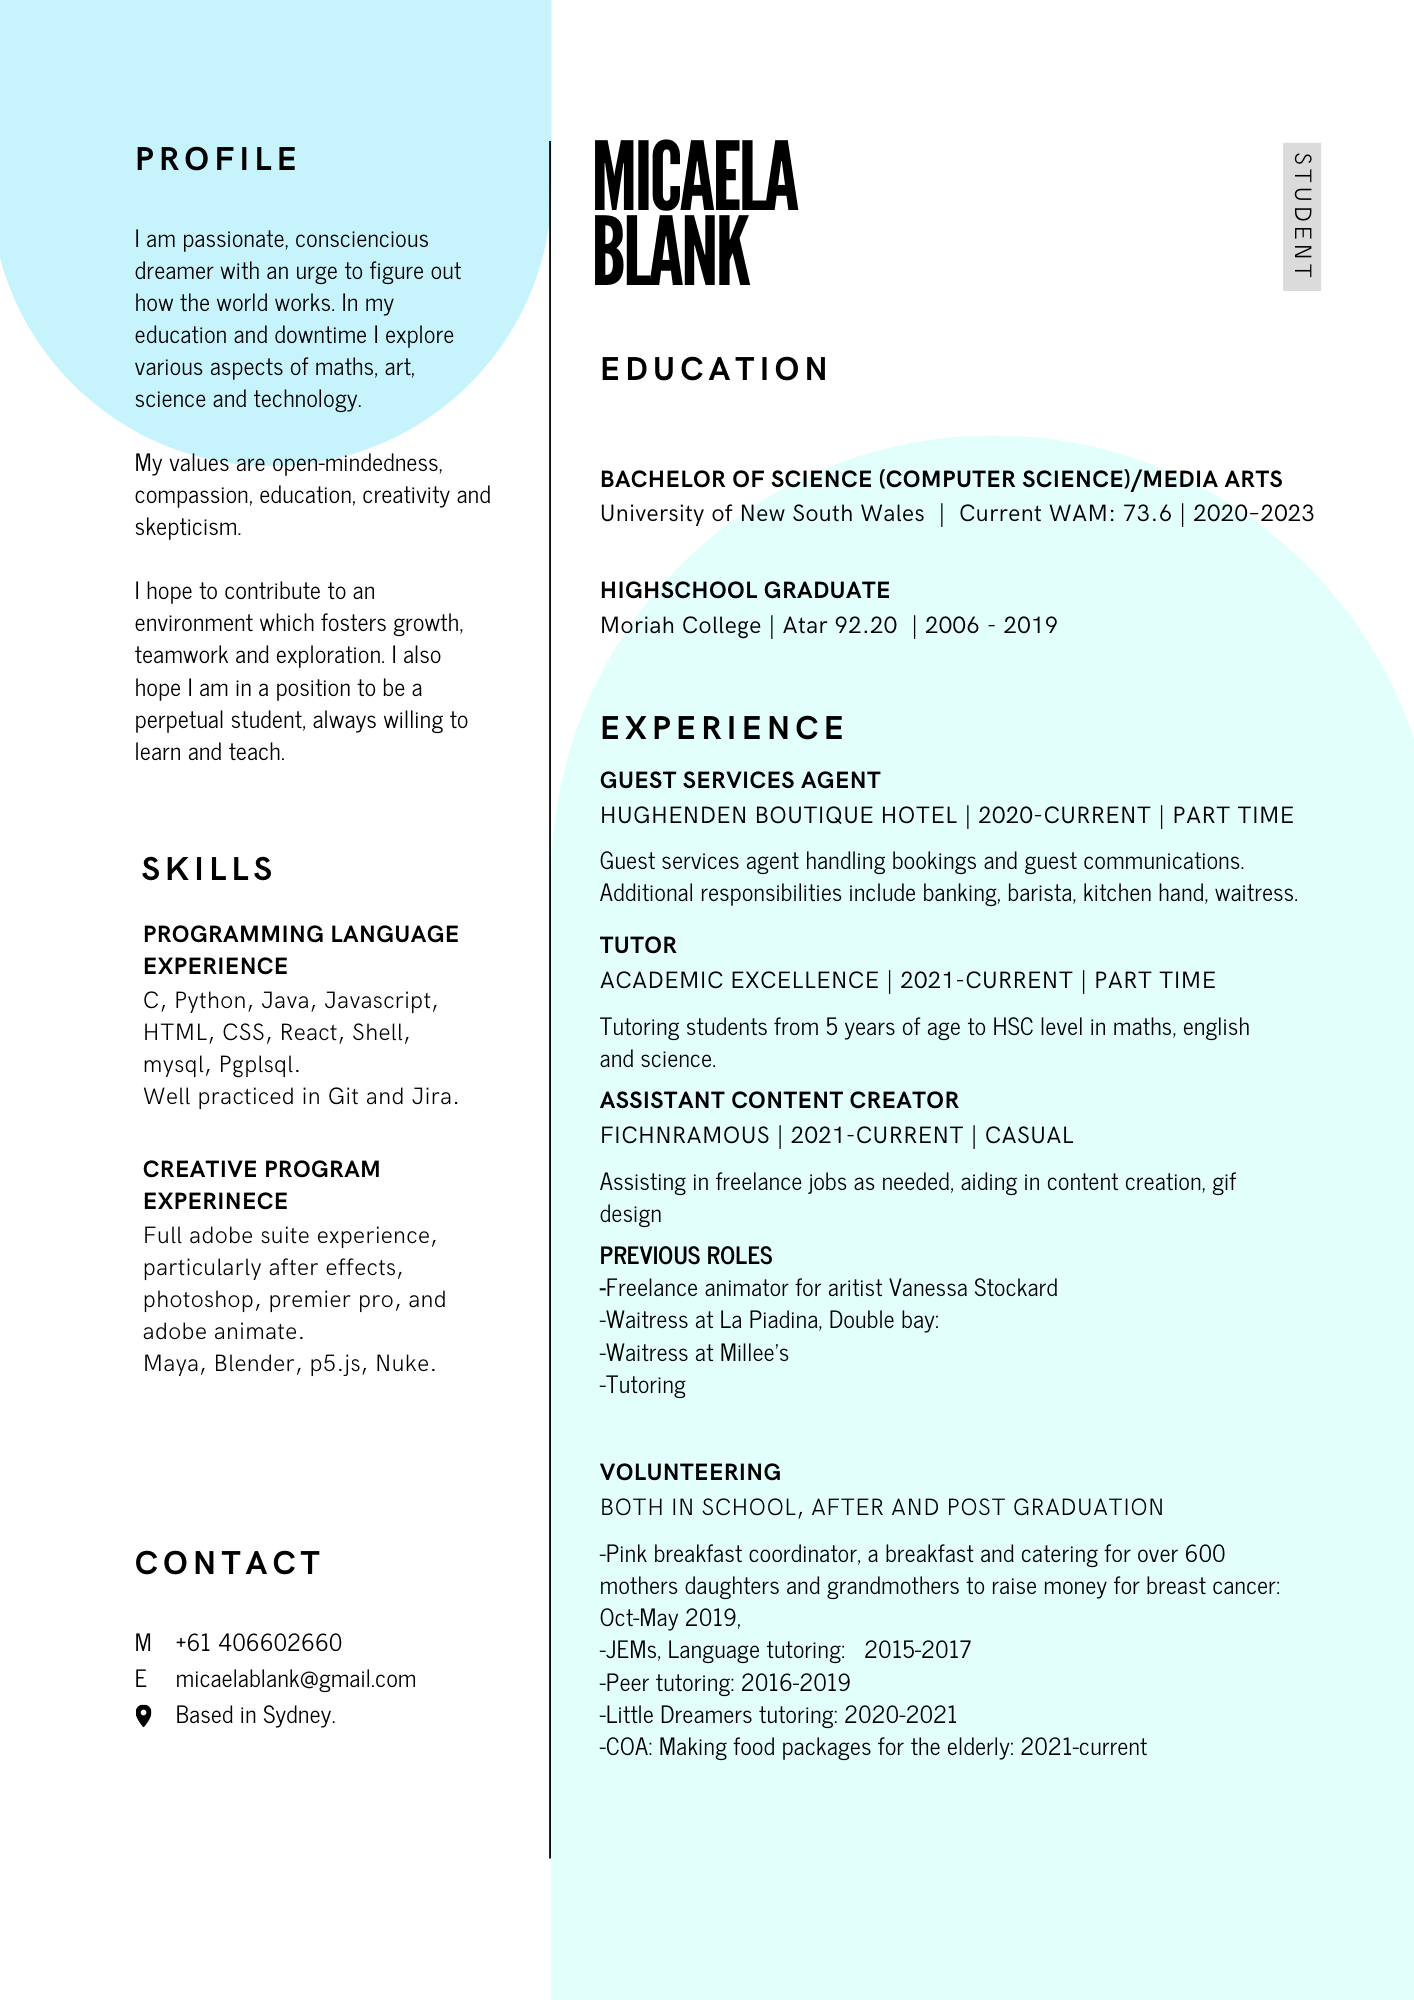 PROFILE
I am passionate, consciencious
dreamer with an urge to figure out
how the world works. In my
education and downtime I explore
various aspects of maths, art,
science and technology.
My values are open-mindedness,
compassion, education, creativity and
skepticism.
I hope to contribute to an
environment which fosters growth,
teamwork and exploration. I also
hope I am in a position to be a
perpetual student, always willing to
learn and teach.
SKILLS
PROGRAMMING LANGUAGE
EXPERIENCE
C, Python, Java, Javascript,
HTML, CSS, React, Shell,
mysql, Pgplsql.
Well practiced in Git and Jira.
CREATIVE PROGRAM
EXPERINECE
Full adobe suite experience,
particularly after effects,
photoshop, premier pro, and
adobe animate.
Maya, Blender, p5.js, Nuke.
CONTACT
M +61 406602660
E micaelablank@gmail.com
Based in Sydney.
MICAELA
BLANK
STUDENT
EDUCATION
BACHELOR OF SCIENCE (COMPUTER SCIENCE)/MEDIA ARTS
University of New South Wales | Current WAM: 73.6 | 2020–2023
HIGHSCHOOL GRADUATE
Moriah College | Atar 92.20 | 2006 - 2019
EXPERIENCE
GUEST SERVICES AGENT
HUGHENDEN BOUTIQUE HOTEL | 2020-CURRENT | PART TIME
Guest services agent handling bookings and guest communications.
Additional responsibilities include banking, barista, kitchen hand, waitress.
TUTOR
ACADEMIC EXCELLENCE | 2021-CURRENT | PART TIME
Tutoring students from 5 years of age to HSC level in maths, english
and science.
ASSISTANT CONTENT CREATOR
FICHNRAMOUS | 2021-CURRENT | CASUAL
Assisting in freelance jobs as needed, aiding in content creation, gif
design
PREVIOUS ROLES
-Freelance animator for aritist Vanessa Stockard
-Waitress at La Piadina, Double bay:
-Waitress at Millee's
-Tutoring
VOLUNTEERING
BOTH IN SCHOOL, AFTER AND POST GRADUATION
-Pink breakfast coordinator, a breakfast and catering for over 600
mothers daughters and grandmothers to raise money for breast cancer:
Oct-May 2019,
-JEMs, Language tutoring: 2015-2017
-Peer tutoring: 2016-2019
-Little Dreamers tutoring: 2020-2021
-COA: Making food packages for the elderly: 2021-current